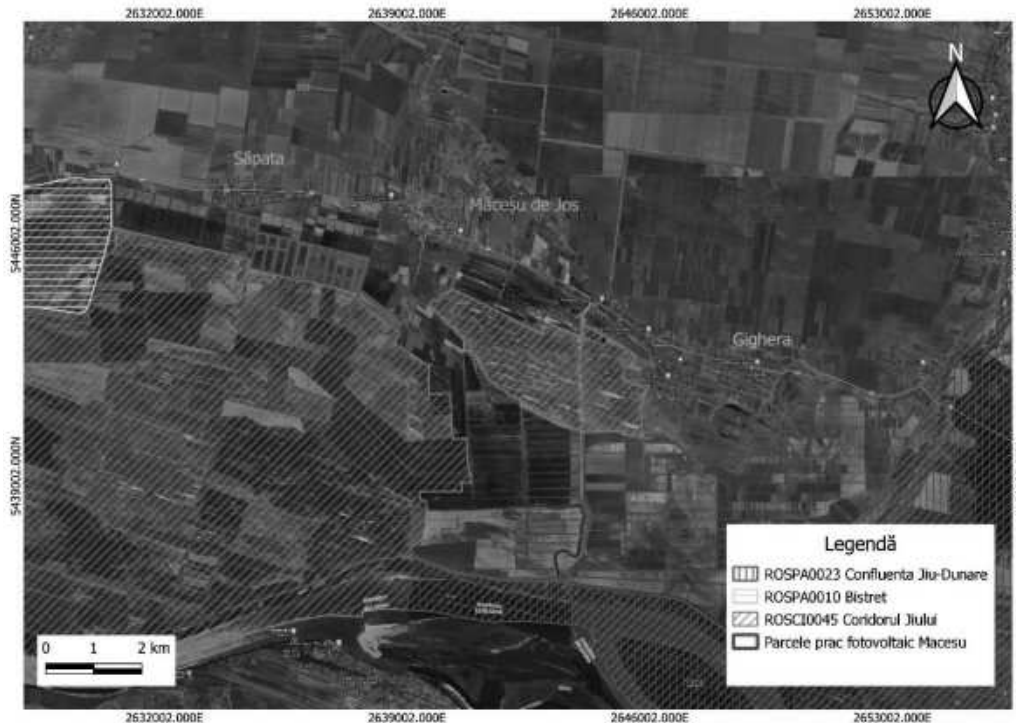 2632002.000E 2639002.000E 2646002.000E 2653002.000E
N
Săpata
Măceșu de Jos
5446002.000N
Gighera
5439002.000N
Legendă
ROSPA0023 Confluenta Jiu-Dunare
ROSPA0010 Bistret
ROSCI0045 Coridorul Jiului
Parcele prac fotovoltaic Macesu
0 1 2 km
2632002.000E 2639002.000E 2646002.000E 2653002.000E